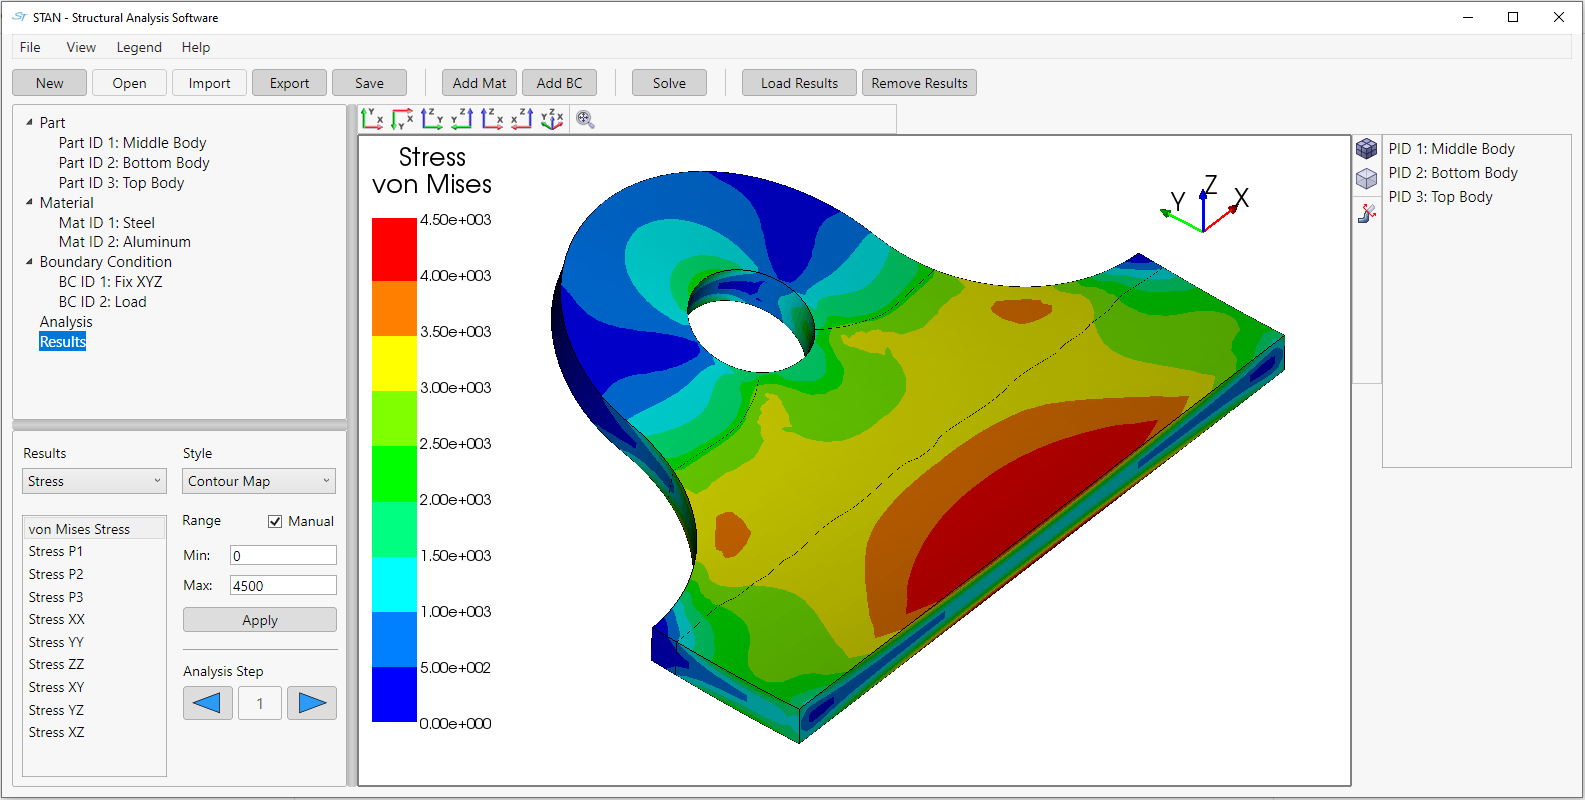 ST STAN - Structural Analysis Software
File View Legend Help
New Open Import Export Save Add Mat Add BC Solve Load Results Remove Results
Part
Part ID 1: Middle Body
Part ID 2: Bottom Body
Part ID 3: Top Body
Material
Mat ID 1: Steel
Mat ID 2: Aluminum
Boundary Condition
BC ID 1: Fix XYZ
BC ID 2: Load
Analysis
Results
Results
Stress
von Mises Stress
Stress P1
Stress P2
Stress P3
Stress XX
Stress YY
Stress ZZ
Stress XY
Stress YZ
Stress XZ
Style
Contour Map
Range Manual
Min: 0
Max: 4500
Apply
Analysis Step
1
Y X Y X Z Y Y Z Z X X Z Y Z X
Stress
von Mises
4.50e+003
4.00e+003
3.50e+003
3.00e+003
2.50e+003
2.00e+003
1.50e+003
1.00e+003
5.00e+002
0.00e+000
Y Z X
PID 1: Middle Body
PID 2: Bottom Body
PID 3: Top Body